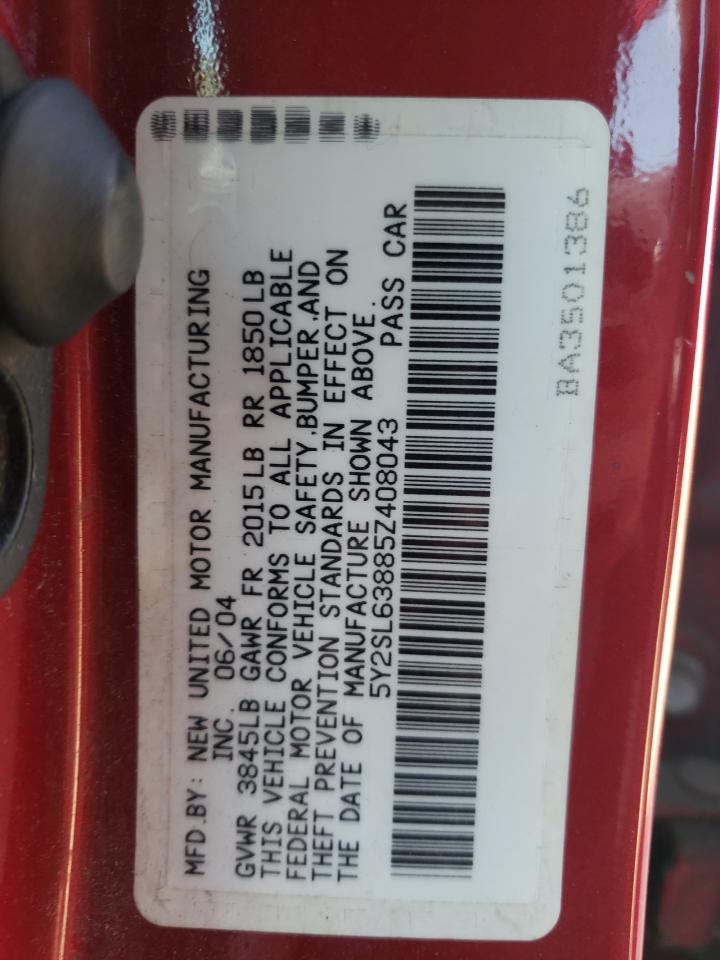 MFD.BY: NEW UNITED MOTOR MANUFACTURING
INC. 06/04
GVWR 3845LB GAWR FR 2015LB RR 1850LB
THIS VEHICLE CONFORMS TO ALL APPLICABLE
FEDERAL MOTOR VEHICLE SAFETY,BUMPER,AND
THEFT PREVENTION STANDARDS IN EFFECT ON
THE DATE OF MANUFACTURE SHOWN ABOVE.
5Y2SL63885Z408043 PASS CAR
BA3501386